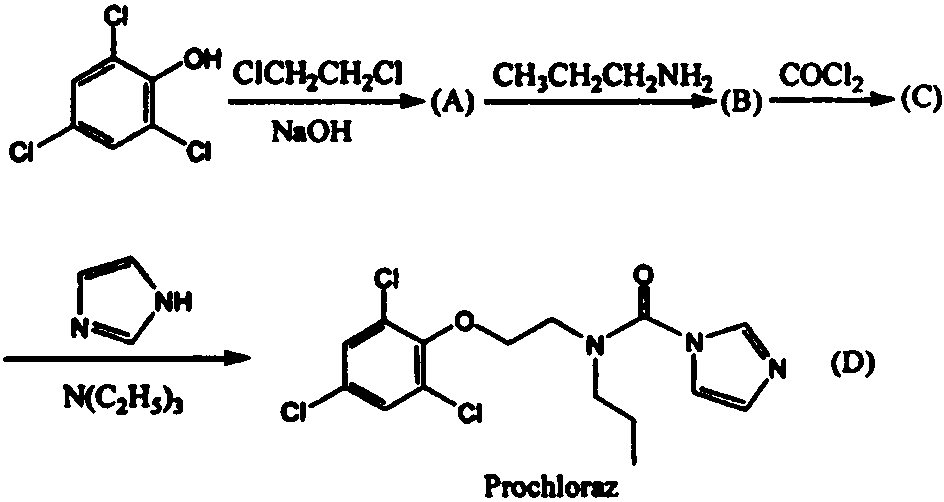 Cl
OH
Cl
Cl
ClCH₂CH₂Cl
NaOH
(A)
CH₃CH₂CH₂NH₂
(B)
COCl₂
(C)
N
NH
N(C₂H₅)₃
Cl
O
Cl
Cl
N
O
N
N
(D)
Prochloraz